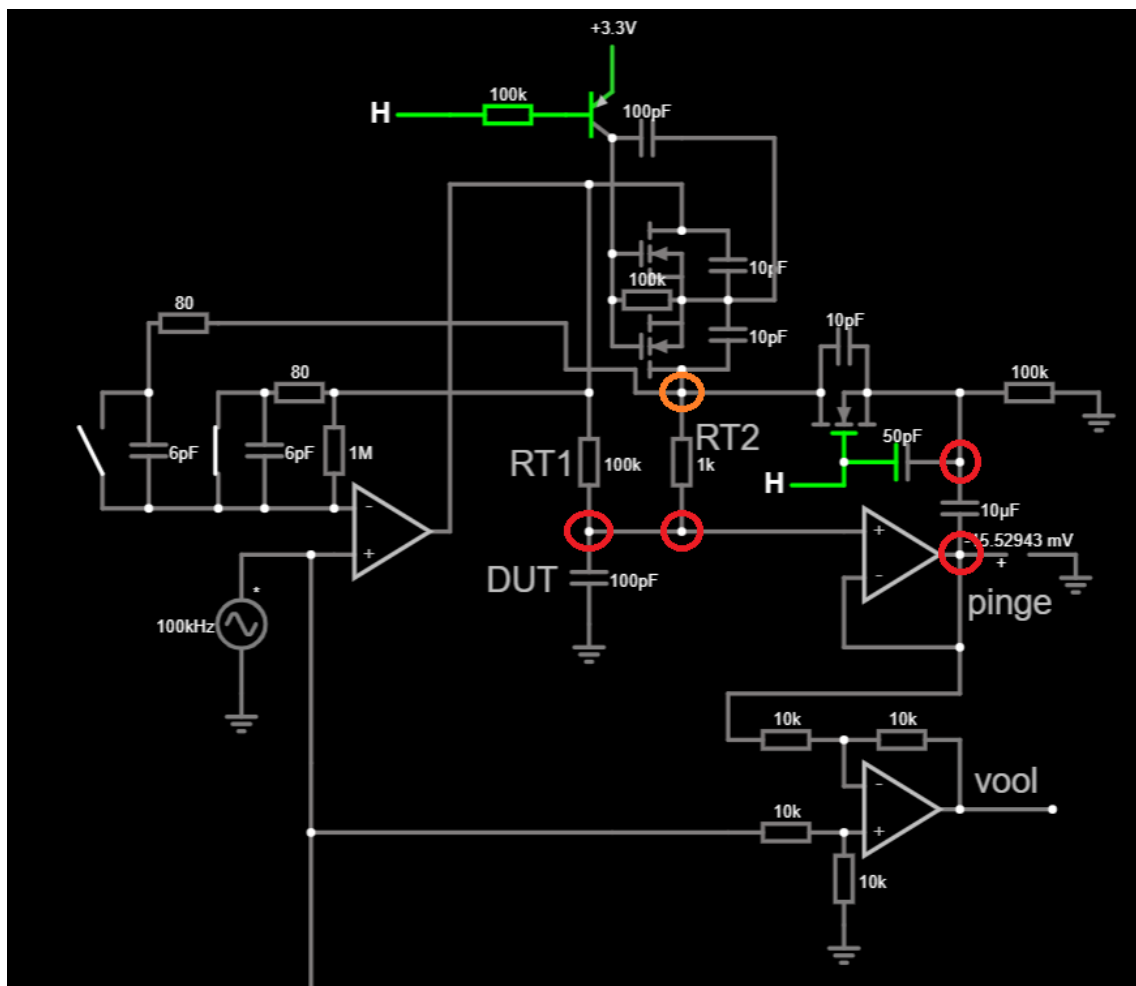 +3.3V
100k
H
100pF
10pF
100k
80
10pF
10pF
80
100k
6pF
6pF
1M
RT1
100k
RT2
1k
50pF
H
10µF
-
+
+
-
-15.52943 mV
+
DUT
100pF
pinge
*
100kHz
10k
10k
vool
-
10k
+
10k